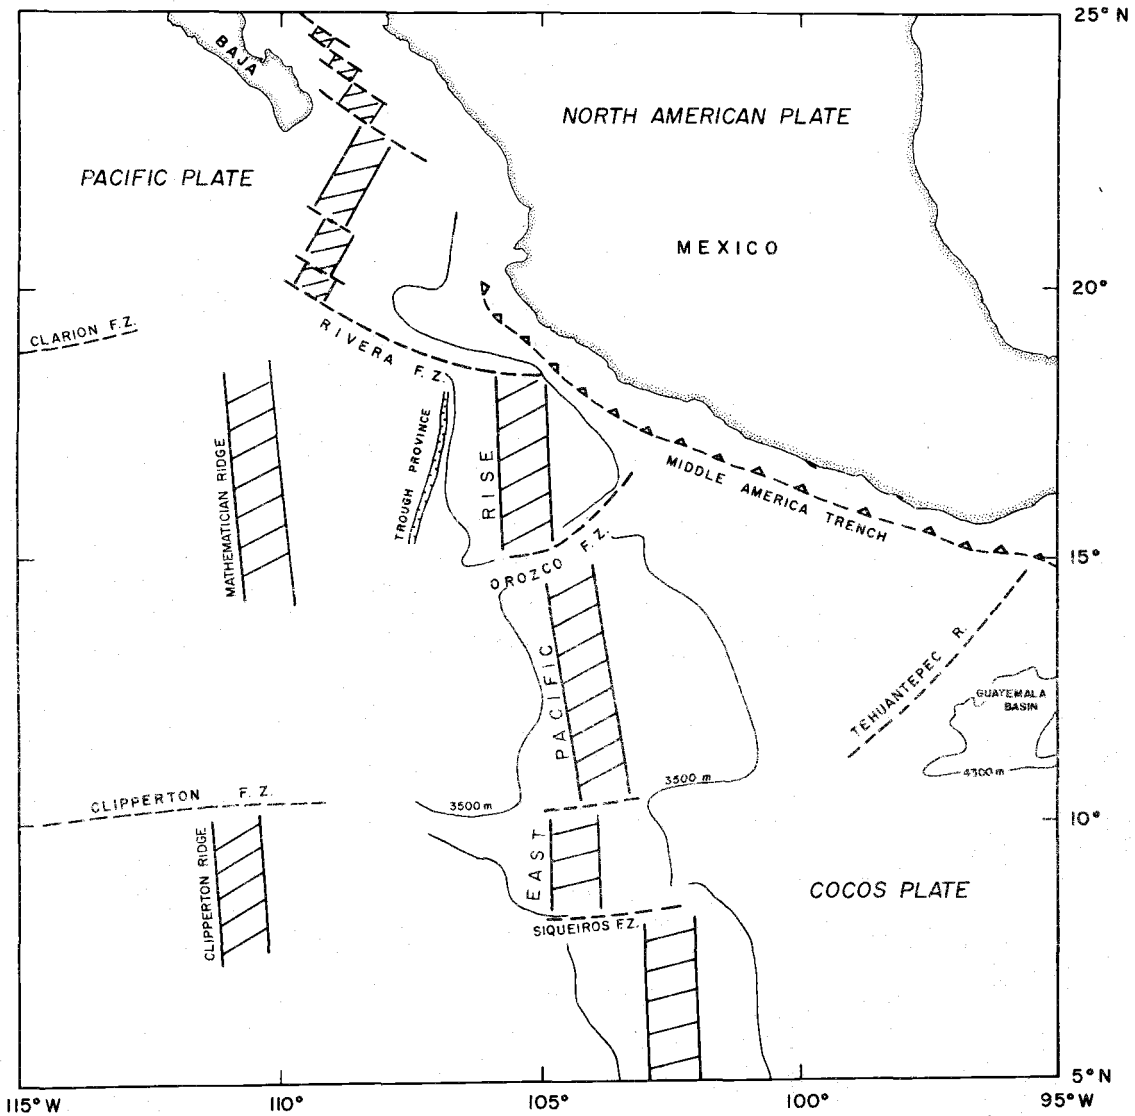 25° N
BAJA
NORTH AMERICAN PLATE
PACIFIC PLATE
MEXICO
20°
CLARION F.Z.
RIVERA F. Z.
MATHEMATICIAN RIDGE
TROUGH PROVINCE
RISE
MIDDLE AMERICA TRENCH
OROZCO F. Z.
15°
PACIFIC
TEHUANTEPEC R.
GUATEMALA
BASIN
4300 m
3500 m
3500 m
CLIPPERTON F. Z.
10°
CLIPPERTON RIDGE
EAST
COCOS PLATE
SIQUEIROS F.Z.
5° N
115° W
110°
105°
100°
95° W